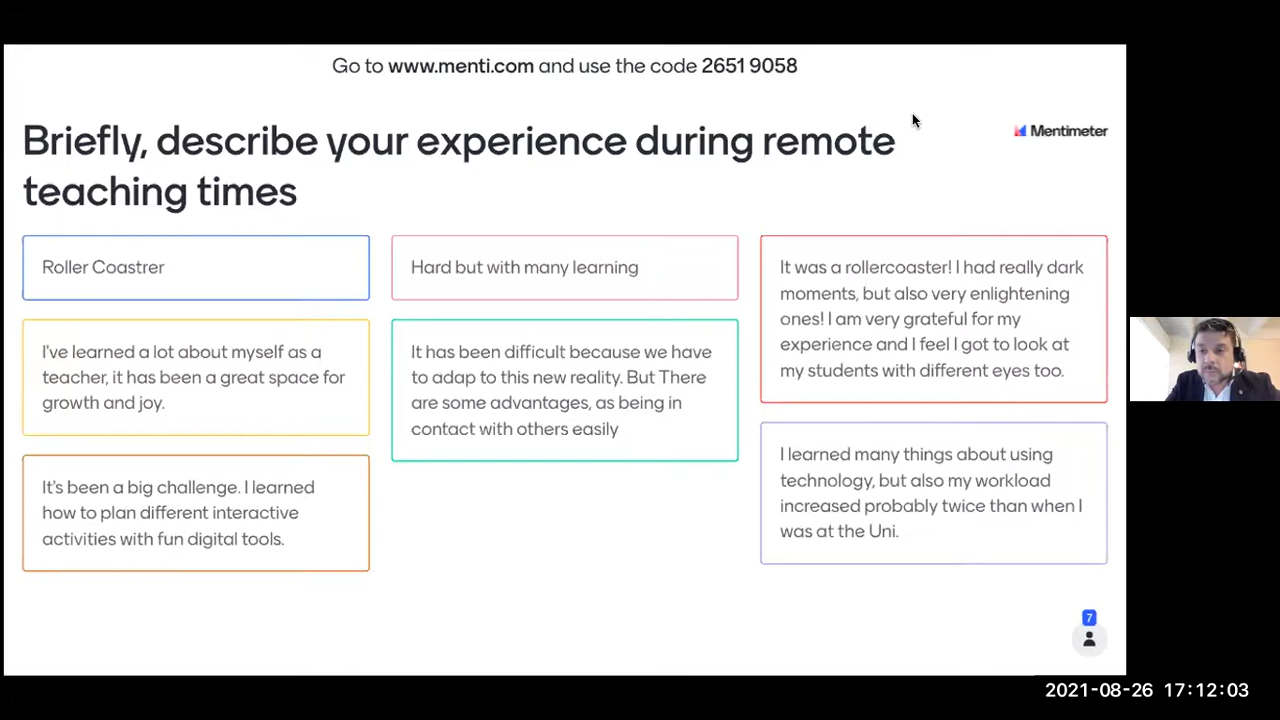 Go to www.menti.com and use the code 2651 9058
Mentimeter
Briefly, describe your experience during remote
teaching times
Roller Coastrer
I've learned a lot about myself as a
teacher, it has been a great space for
growth and joy.
It's been a big challenge. I learned
how to plan different interactive
activities with fun digital tools.
Hard but with many learning
It has been difficult because we have
to adap to this new reality. But There
are some advantages, as being in
contact with others easily
It was a rollercoaster! I had really dark
moments, but also very enlightening
ones! I am very grateful for my
experience and I feel I got to look at
my students with different eyes too.
I learned many things about using
technology, but also my workload
increased probably twice than when I
was at the Uni.
7
2021-08-26 17:12:03